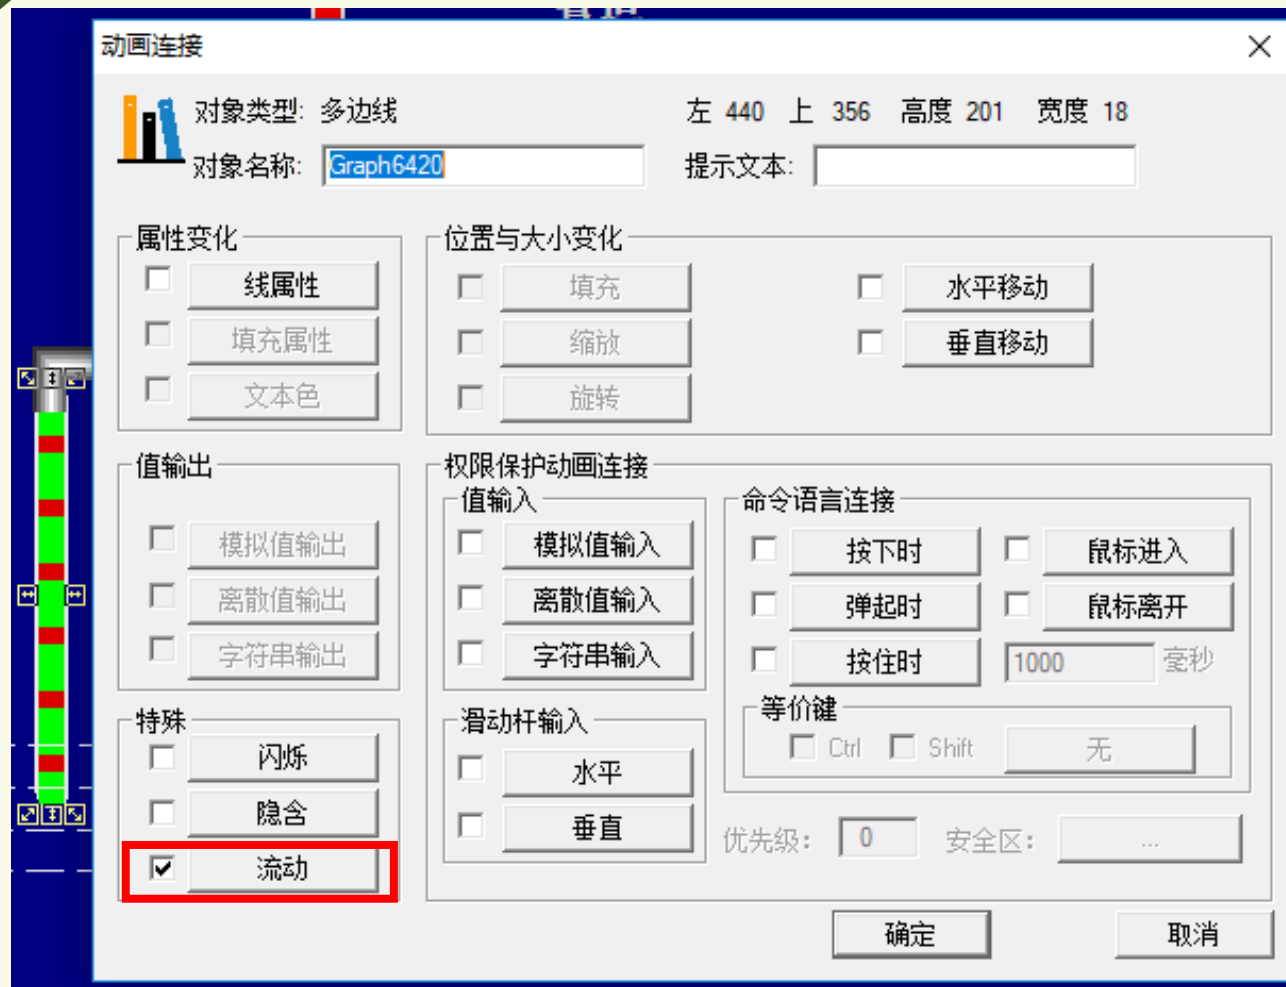 动画连接
对象类型: 多边线
左 440 上 356 高度 201 宽度 18
对象名称: Graph6420
提示文本:
属性变化
线属性
填充属性
文本色
位置与大小变化
填充
水平移动
缩放
垂直移动
旋转
值输出
模拟值输出
离散值输出
字符串输出
权限保护动画连接
值输入
模拟值输入
离散值输入
字符串输入
命令语言连接
按下时
鼠标进入
弹起时
鼠标离开
按住时
1000 毫秒
等价键
Ctrl Shift 无
特殊
闪烁
隐含
流动
滑动杆输入
水平
垂直
优先级: 0 安全区: ...
确定
取消